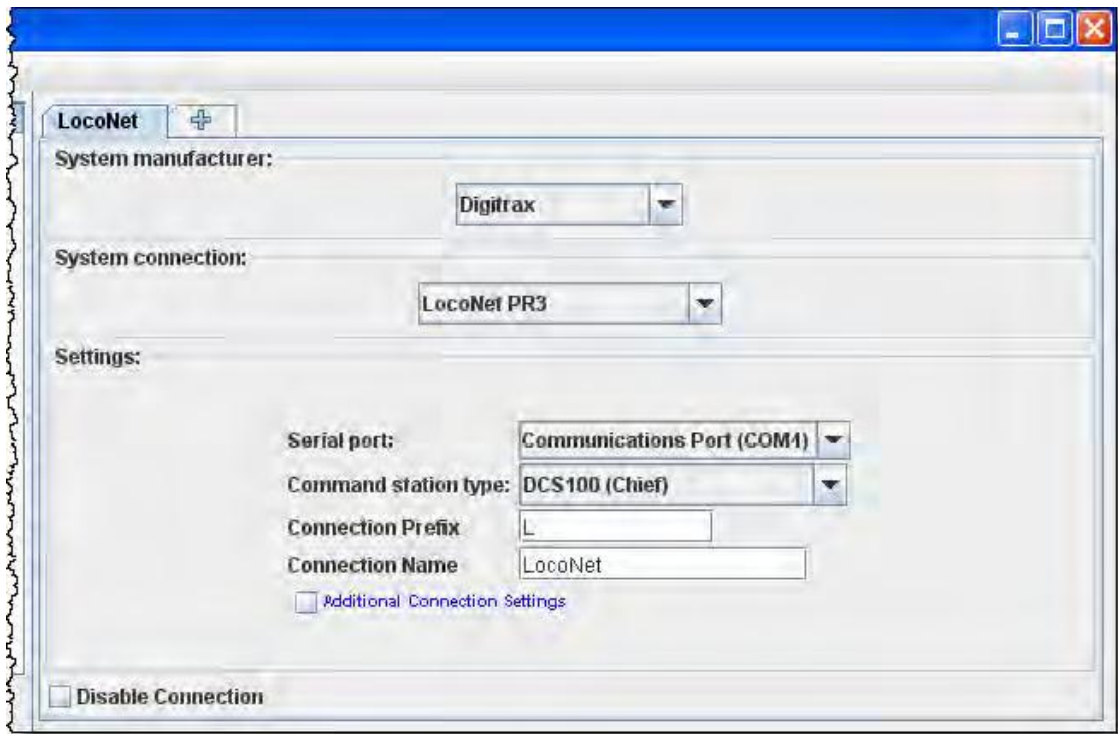 LocoNet
System manufacturer:
Digitrax
System connection:
LocoNet PR3
Settings:
Serial port: Communications Port (COM1)
Command station type: DCS100 (Chief)
Connection Prefix L
Connection Name LocoNet
Additional Connection Settings
Disable Connection